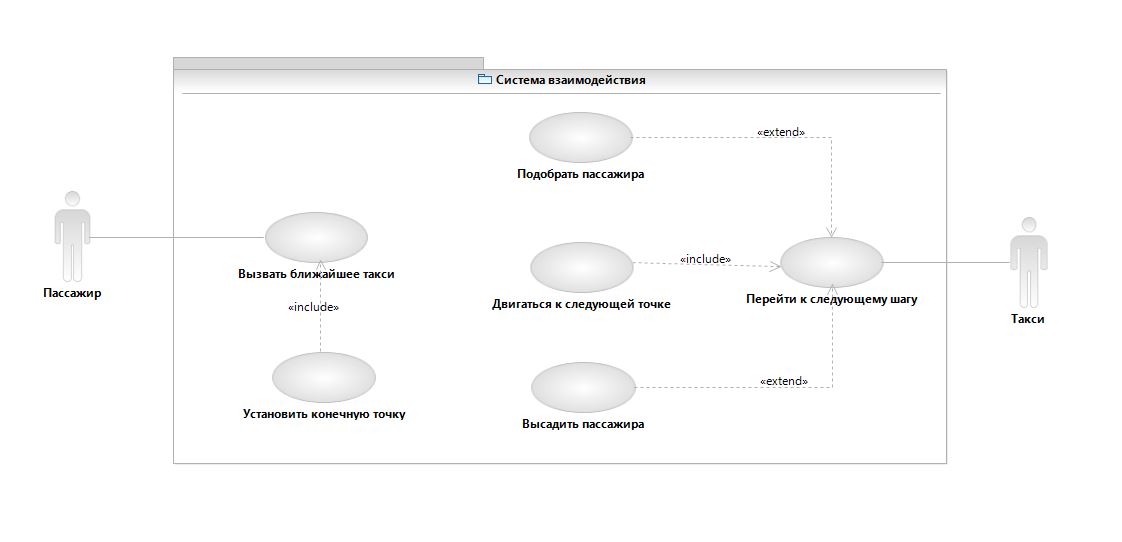 Система взаимодействия
«extend»
Подобрать пассажира
Пассажир
Вызвать ближайшее такси
«include»
Двигаться к следующей точке
«include»
Перейти к следующему шагу
Такси
Установить конечную точку
«extend»
Высадить пассажира